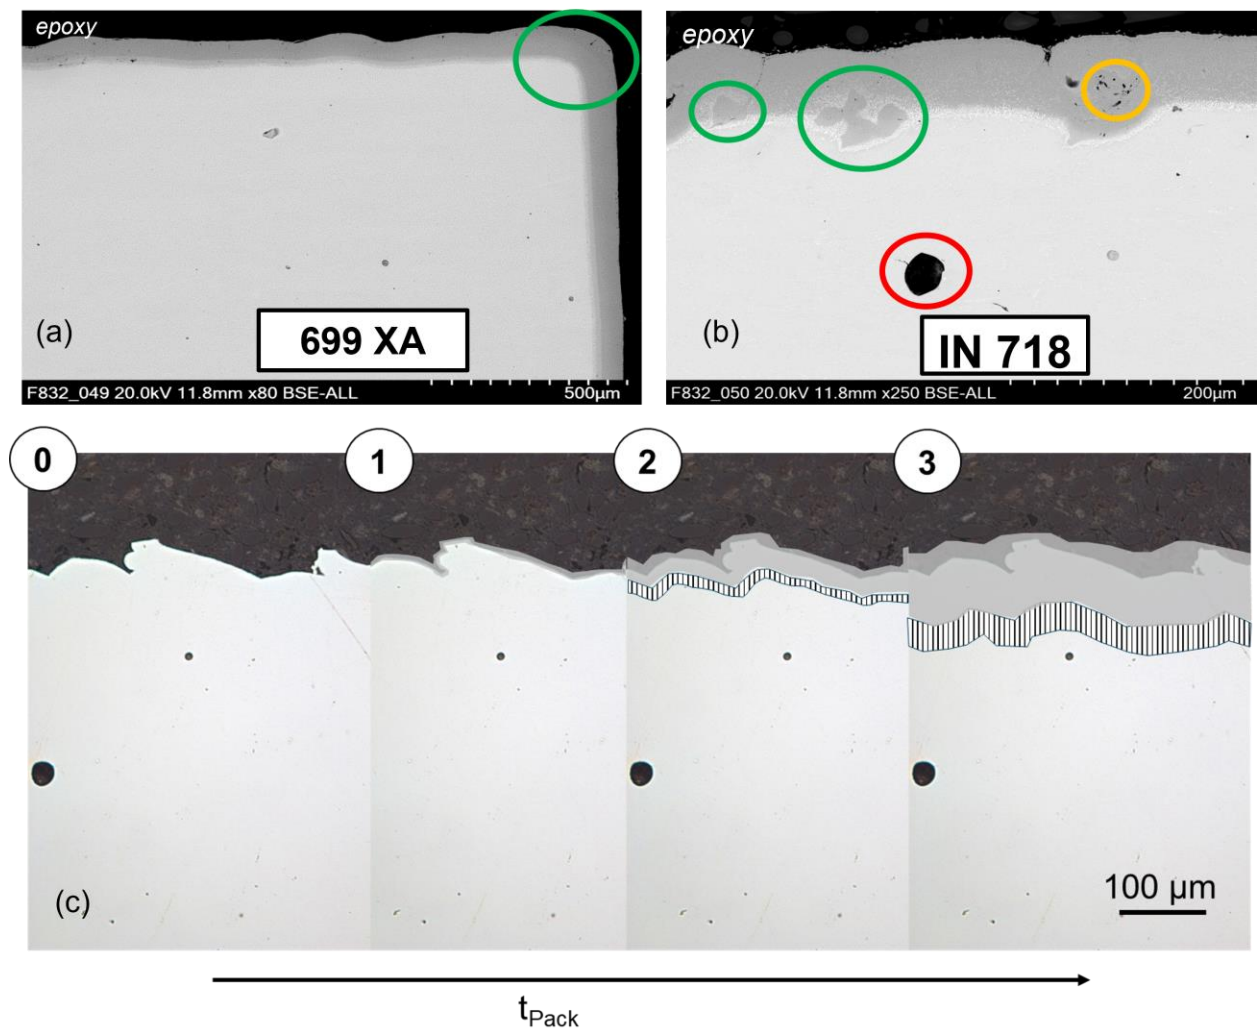 epoxy
(a)
699 XA
F832_049 20.0kV 11.8mm x80 BSE-ALL 500µm
epoxy
(b)
IN 718
F832_050 20.0kV 11.8mm x250 BSE-ALL 200µm
0 1 2 3
(c)
100 µm
tPack